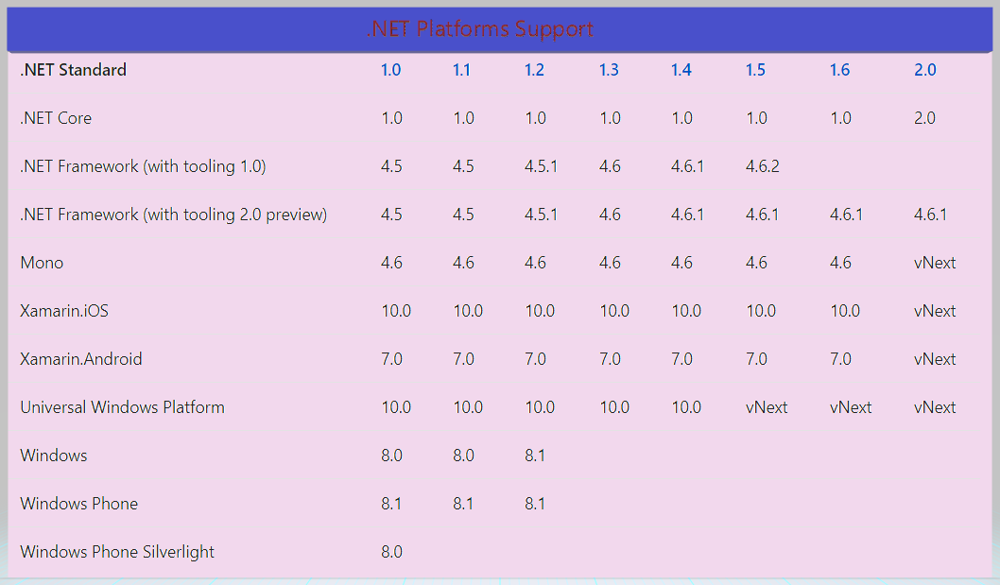 .NET Platforms Support
.NET Standard 1.0 1.1 1.2 1.3 1.4 1.5 1.6 2.0
.NET Core 1.0 1.0 1.0 1.0 1.0 1.0 1.0 2.0
.NET Framework (with tooling 1.0) 4.5 4.5 4.5.1 4.6 4.6.1 4.6.2
.NET Framework (with tooling 2.0 preview) 4.5 4.5 4.5.1 4.6 4.6.1 4.6.1 4.6.1 4.6.1
Mono 4.6 4.6 4.6 4.6 4.6 4.6 4.6 vNext
Xamarin.iOS 10.0 10.0 10.0 10.0 10.0 10.0 10.0 vNext
Xamarin.Android 7.0 7.0 7.0 7.0 7.0 7.0 7.0 vNext
Universal Windows Platform 10.0 10.0 10.0 10.0 10.0 vNext vNext vNext
Windows 8.0 8.0 8.1
Windows Phone 8.1 8.1 8.1
Windows Phone Silverlight 8.0